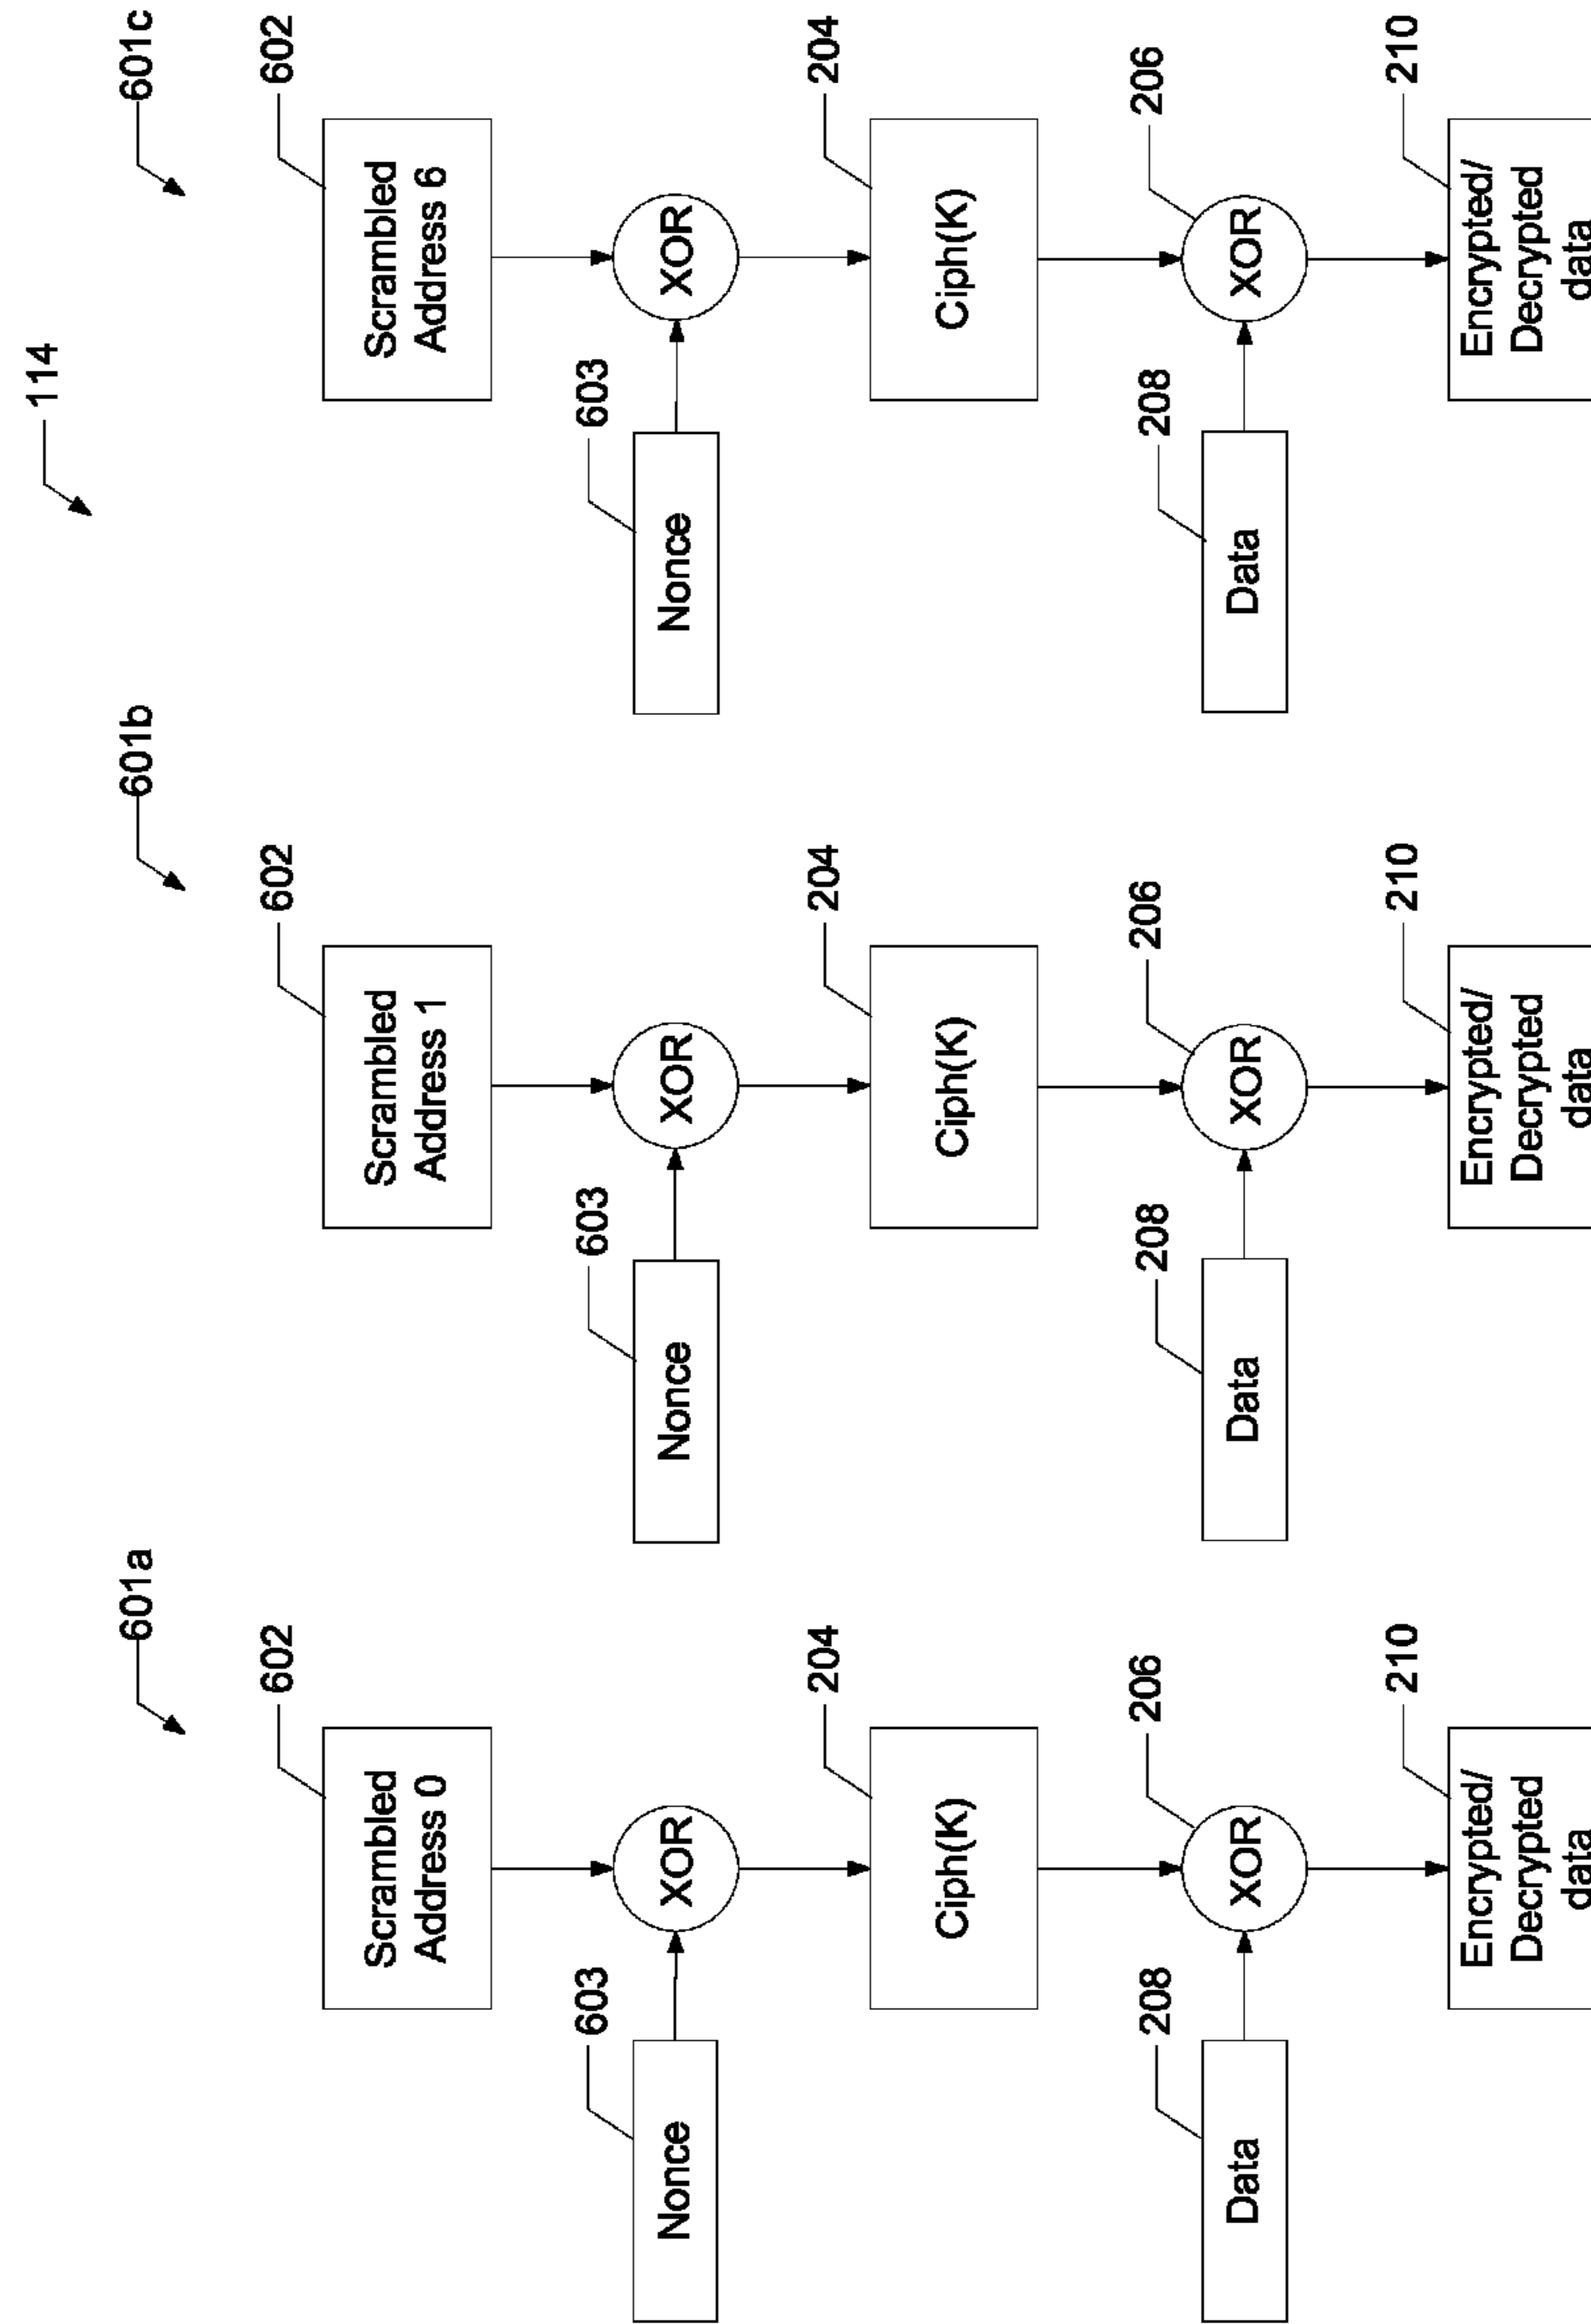 114
601a
601b
601c
602
602
602
Scrambled
Address 0
Scrambled
Address 1
Scrambled
Address 6
603
603
603
Nonce
XOR
Nonce
XOR
Nonce
XOR
204
204
204
Ciph(K)
Ciph(K)
Ciph(K)
208
206
208
206
208
206
Data
XOR
Data
XOR
Data
XOR
210
210
210
Encrypted/
Decrypted
data
Encrypted/
Decrypted
data
Encrypted/
Decrypted
data